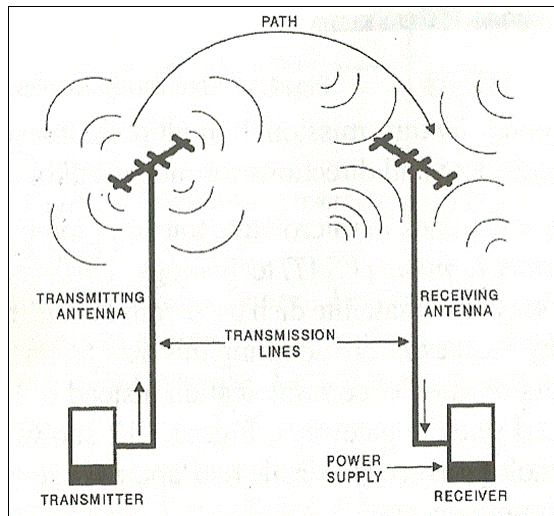 PATH
TRANSMITTING
ANTENNA
RECEIVING
ANTENNA
TRANSMISSION
LINES
POWER
SUPPLY
TRANSMITTER
RECEIVER